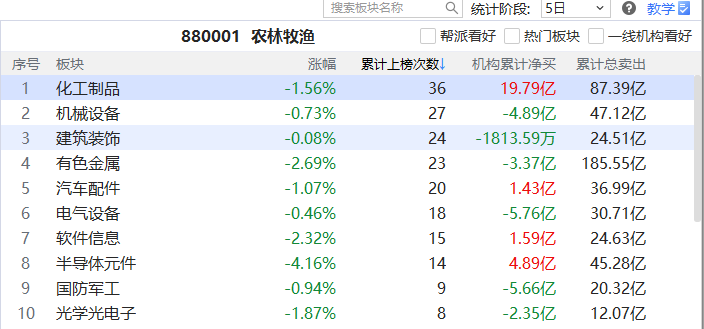 搜索板块名称 统计阶段: 5日 ? 教学
880001 农林牧渔 帮派看好 热门板块 一线机构看好
序号 板块 涨幅 累计上榜次数↓ 机构累计净买 累计总卖出
1 化工制品 -1.56% 36 19.79亿 87.39亿
2 机械设备 -0.73% 27 -4.89亿 47.12亿
3 建筑装饰 -0.08% 24 -1813.59万 24.51亿
4 有色金属 -2.69% 23 -3.37亿 185.55亿
5 汽车配件 -1.07% 20 1.43亿 36.99亿
6 电气设备 -0.46% 18 -5.76亿 30.71亿
7 软件信息 -2.32% 15 1.59亿 24.63亿
8 半导体元件 -4.16% 14 4.89亿 45.28亿
9 国防军工 -0.94% 9 -5.66亿 20.32亿
10 光学光电子 -1.87% 8 -2.35亿 12.07亿